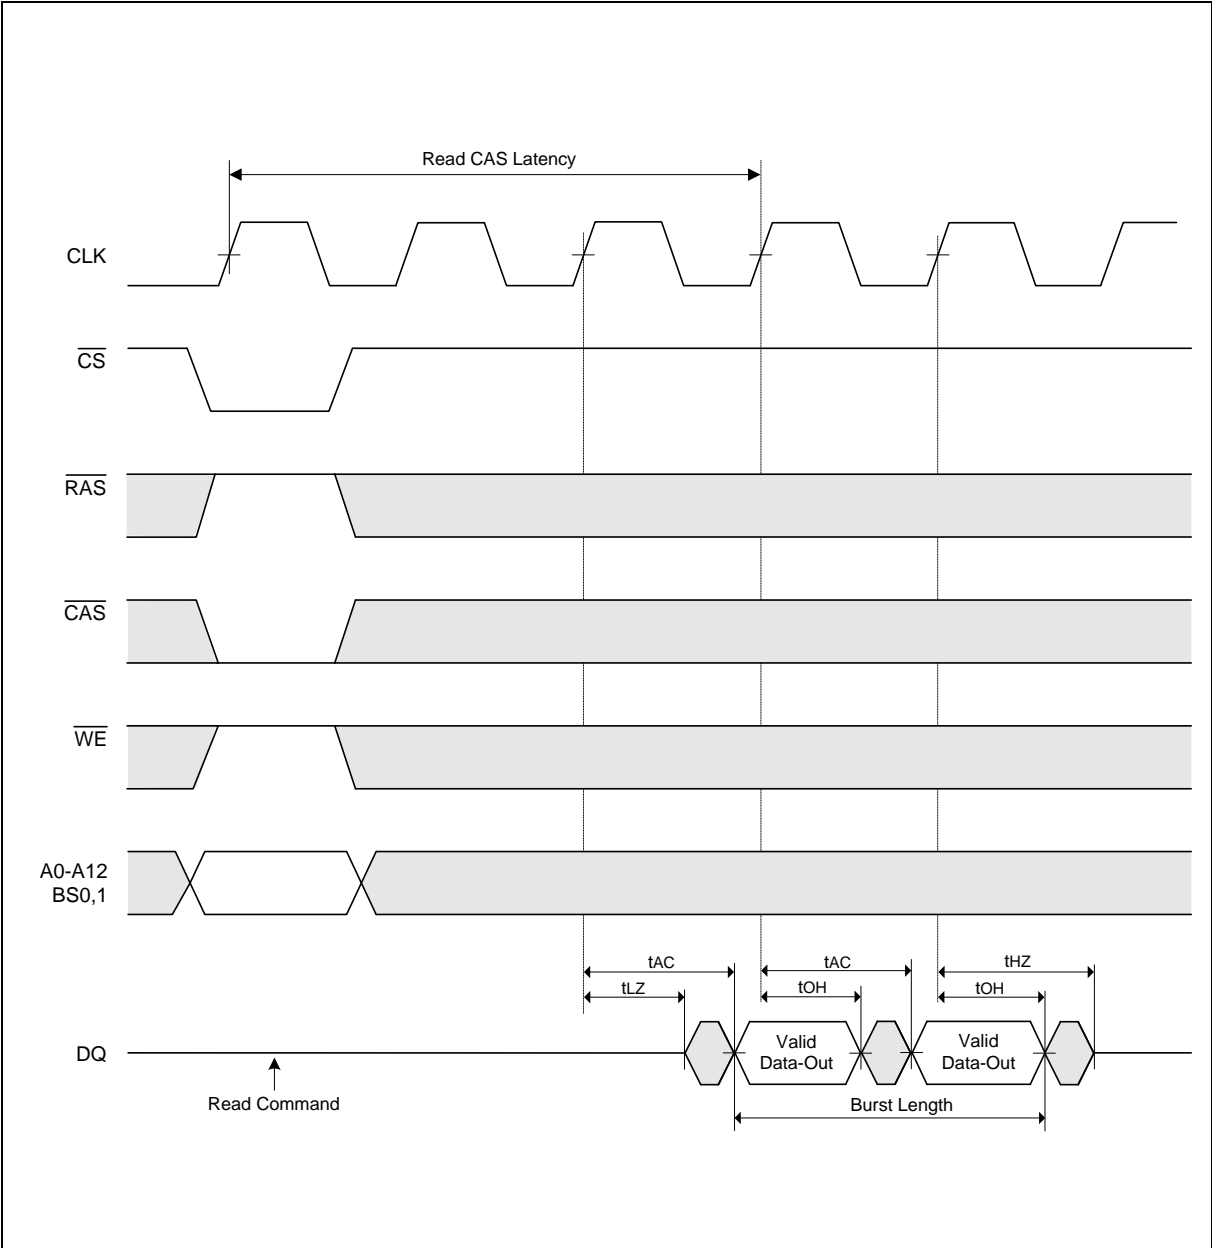 Read CAS Latency
CLK
CS
RAS
CAS
WE
A0-A12
BS0,1
tAC
tAC
tHZ
tLZ
tOH
tOH
DQ
Valid
Data-Out
Valid
Data-Out
Read Command
Burst Length